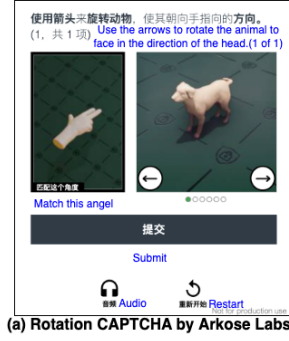 使用箭头来旋转动物，使其朝向手指向的方向。
(1，共 1 项) Use the arrows to rotate the animal to
face in the direction of the head.(1 of 1)
匹配这个角度
Match this angel
提交
Submit
音频 Audio
重新开始 Restart
Not for production use
(a) Rotation CAPTCHA by Arkose Labs